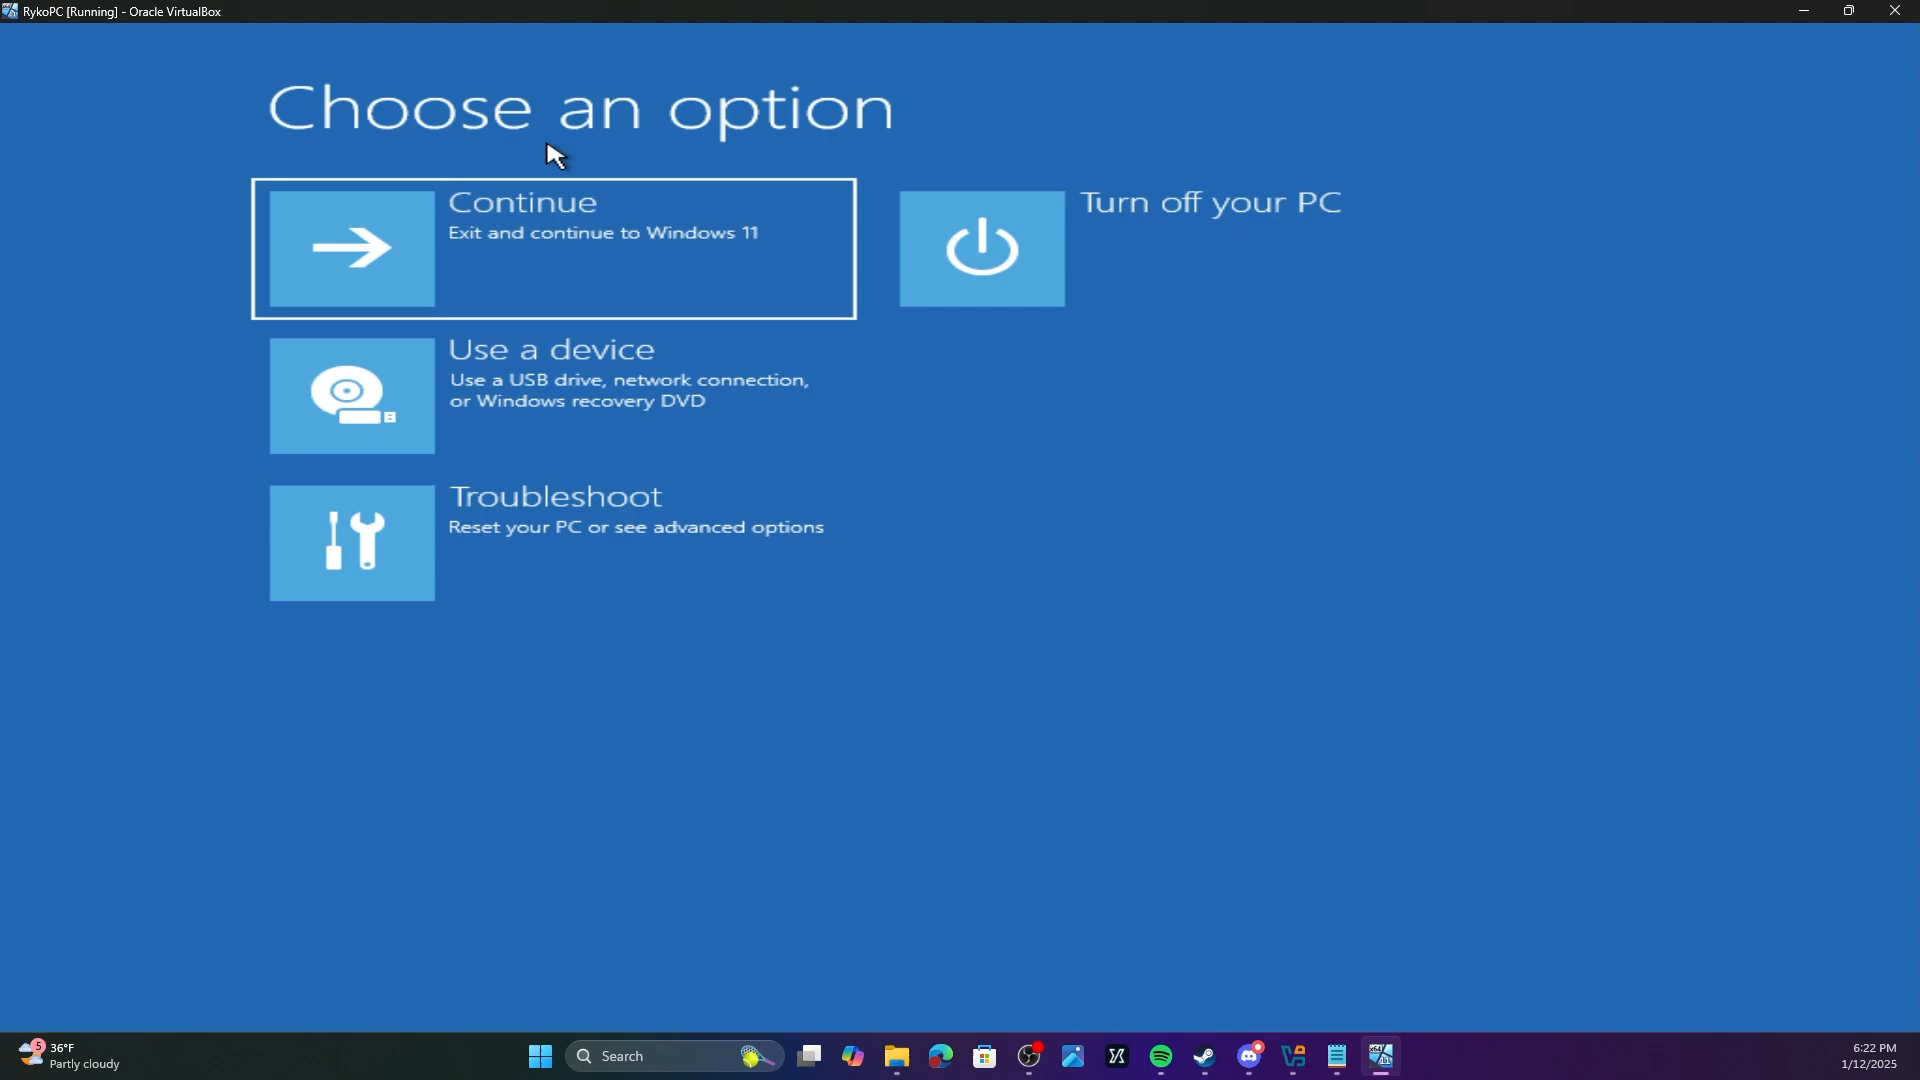 RykoPC [Running] - Oracle VirtualBox
Choose an option
Continue
Exit and continue to Windows 11
Turn off your PC
Use a device
Use a USB drive, network connection,
or Windows recovery DVD
Troubleshoot
Reset your PC or see advanced options
5
36°F
Partly cloudy
Search
6:22 PM
1/12/2025